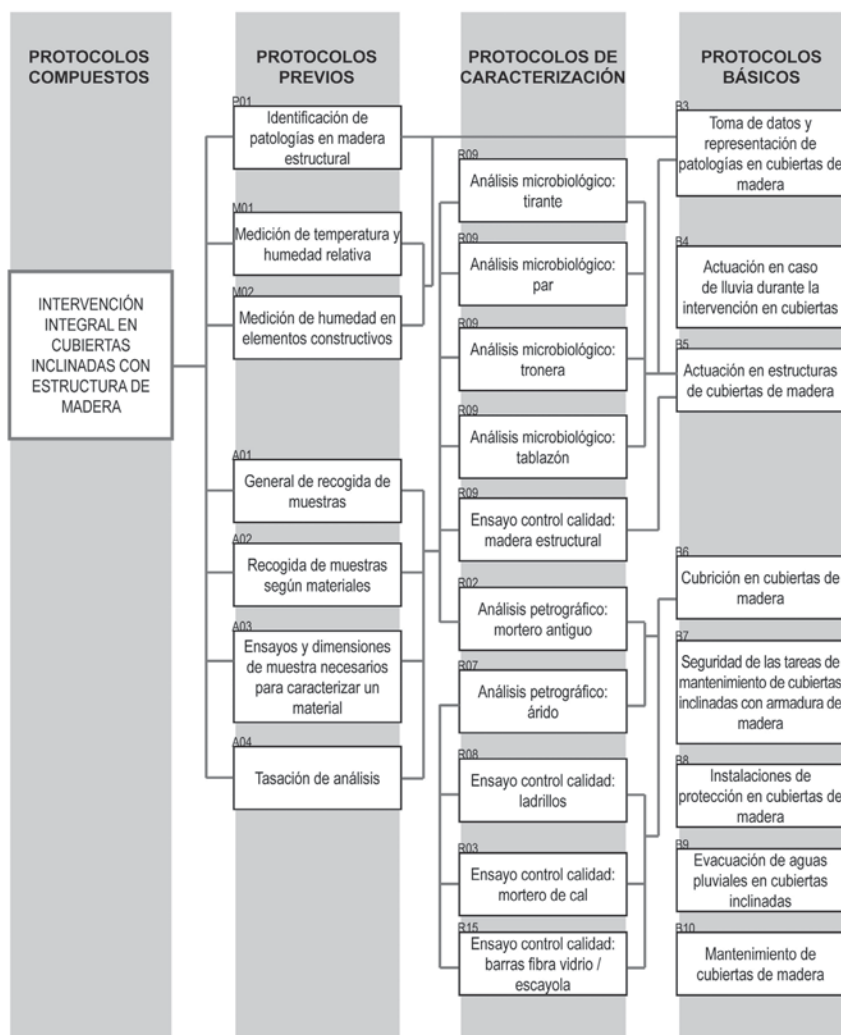 PROTOCOLOS
COMPUESTOS
INTERVENCIÓN
INTEGRAL EN
CUBIERTAS
INCLINADAS CON
ESTRUCTURA DE
MADERA
PROTOCOLOS
PREVIOS
P01
Identificación de
patologías en madera
estructural
M01
Medición de temperatura y
humedad relativa
M02
Medición de humedad en
elementos constructivos
A01
General de recogida de
muestras
A02
Recogida de muestras
según materiales
A03
Ensayos y dimensiones
de muestra necesarios
para caracterizar un
material
A04
Tasación de análisis
PROTOCOLOS DE
CARACTERIZACIÓN
R09
Análisis microbiológico:
tirante
R09
Análisis microbiológico:
par
R09
Análisis microbiológico:
tronera
R09
Análisis microbiológico:
tablazón
R09
Ensayo control calidad:
madera estructural
R02
Análisis petrográfico:
mortero antiguo
R07
Análisis petrográfico:
árido
R08
Ensayo control calidad:
ladrillos
R03
Ensayo control calidad:
mortero de cal
R15
Ensayo control calidad:
barras fibra vidrio /
escayola
PROTOCOLOS
BÁSICOS
B3
Toma de datos y
representación de
patologías en cubiertas de
madera
B4
Actuación en caso
de lluvia durante la
intervención en cubiertas
B5
Actuación en estructuras
de cubiertas de madera
B6
Cubrición en cubiertas de
madera
B7
Seguridad de las tareas de
mantenimiento de cubiertas
inclinadas con armadura de
madera
B8
Instalaciones de
protección en cubiertas de
madera
B9
Evacuación de aguas
pluviales en cubiertas
inclinadas
B10
Mantenimiento de
cubiertas de madera